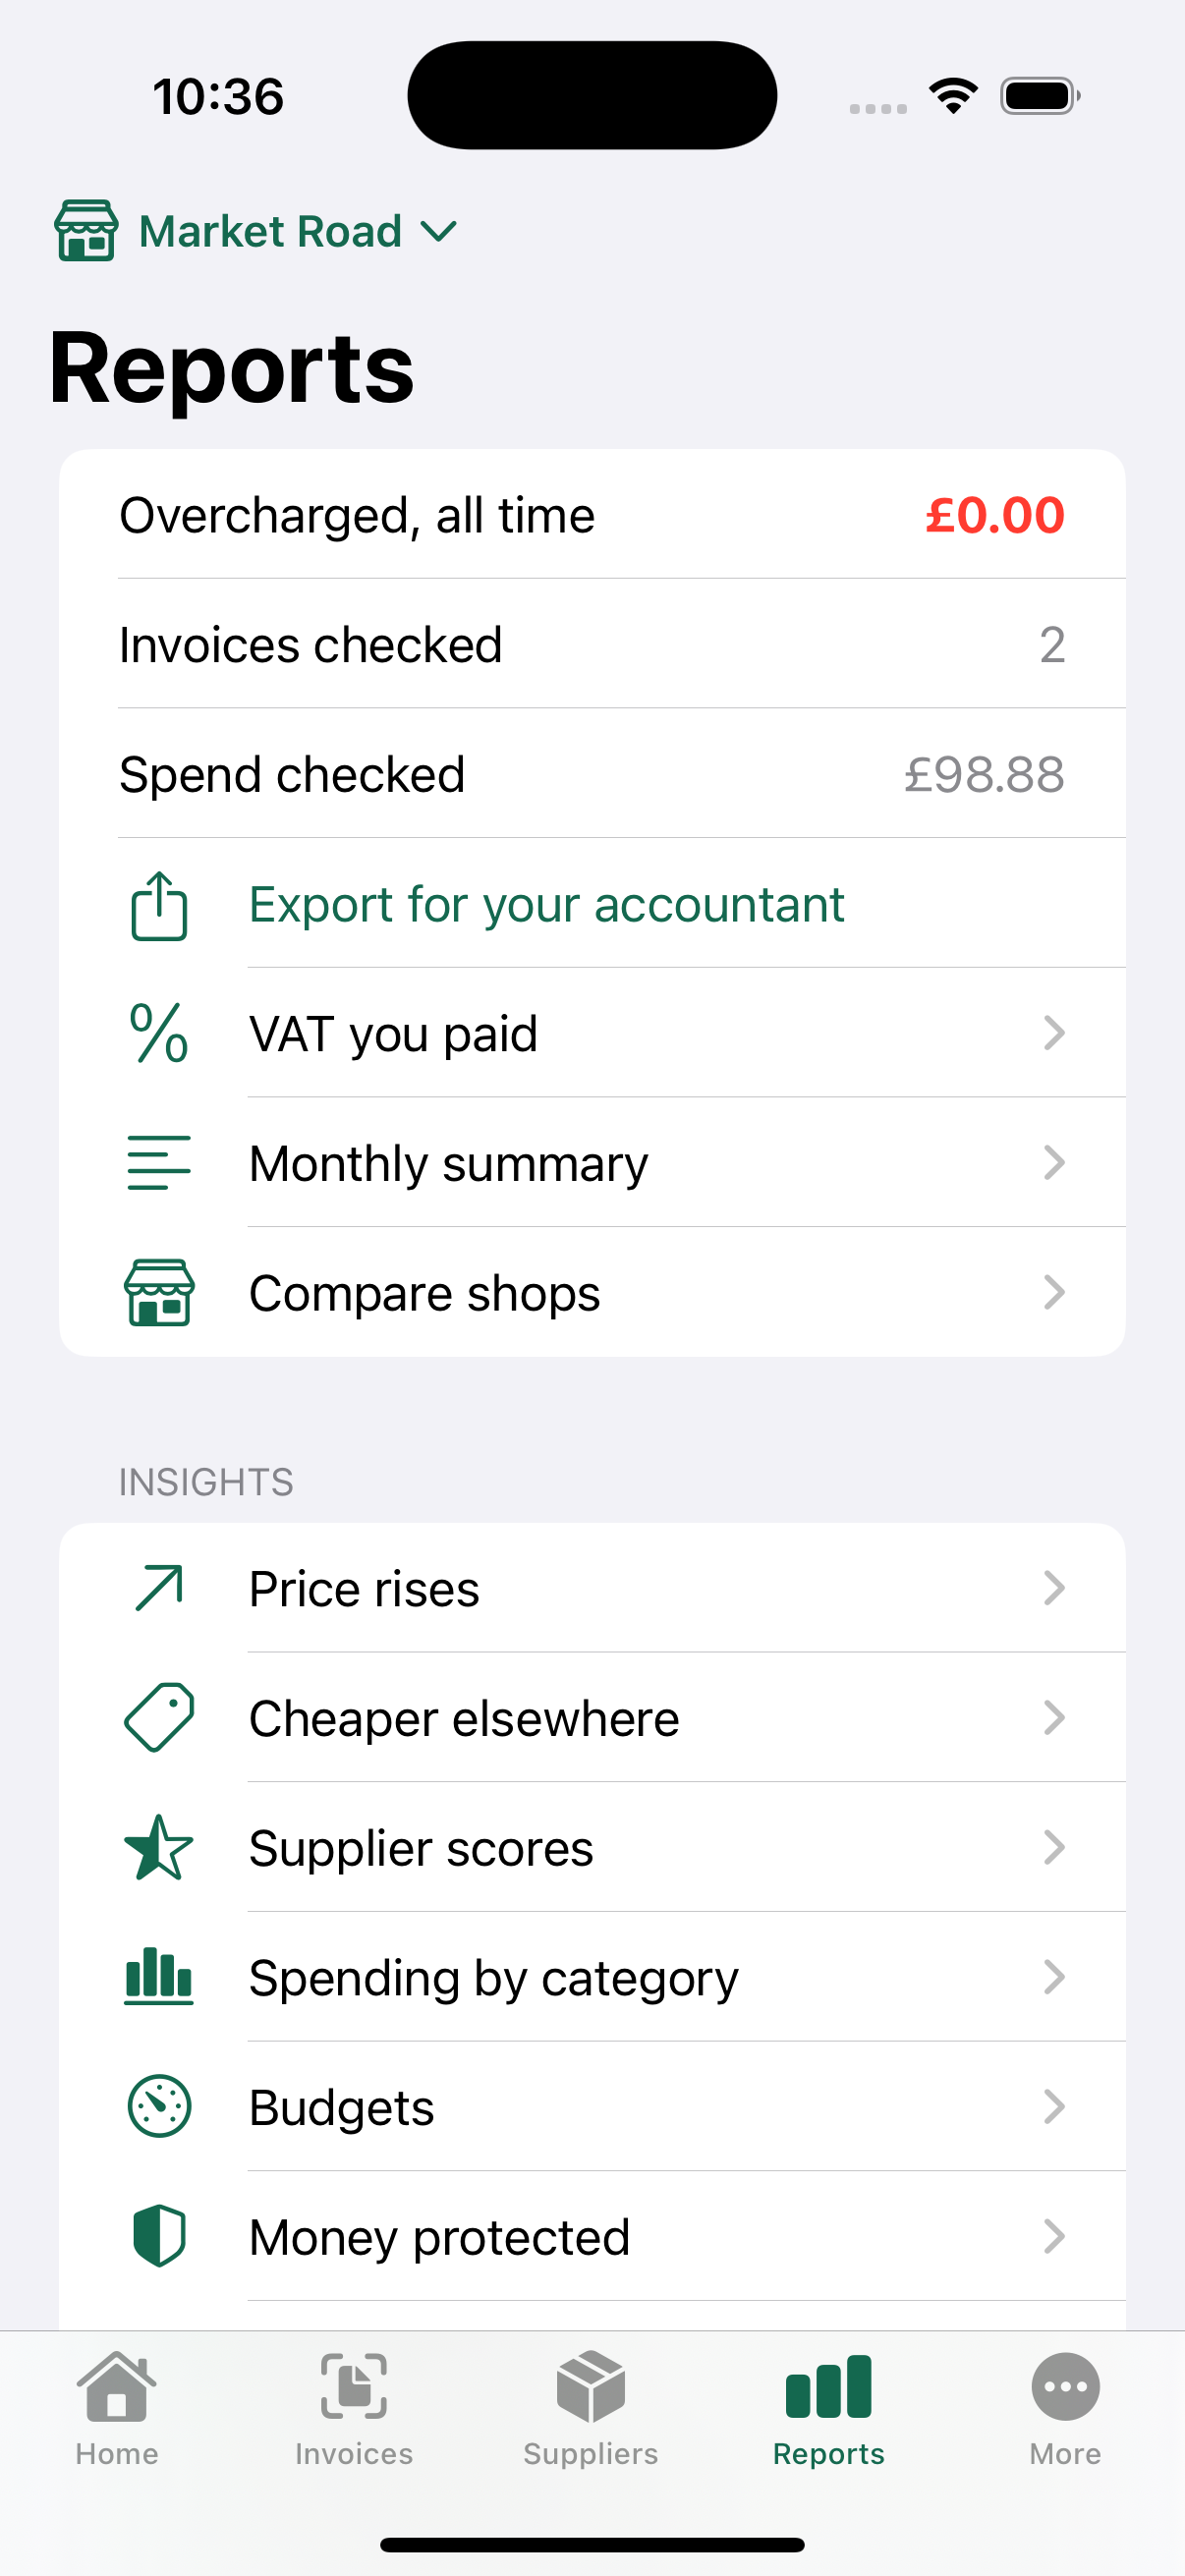 10:36
Market Road
Reports
Overcharged, all time £0.00
Invoices checked 2
Spend checked £98.88
Export for your accountant
VAT you paid
Monthly summary
Compare shops
INSIGHTS
Price rises
Cheaper elsewhere
Supplier scores
Spending by category
Budgets
Money protected
Home Invoices Suppliers Reports More